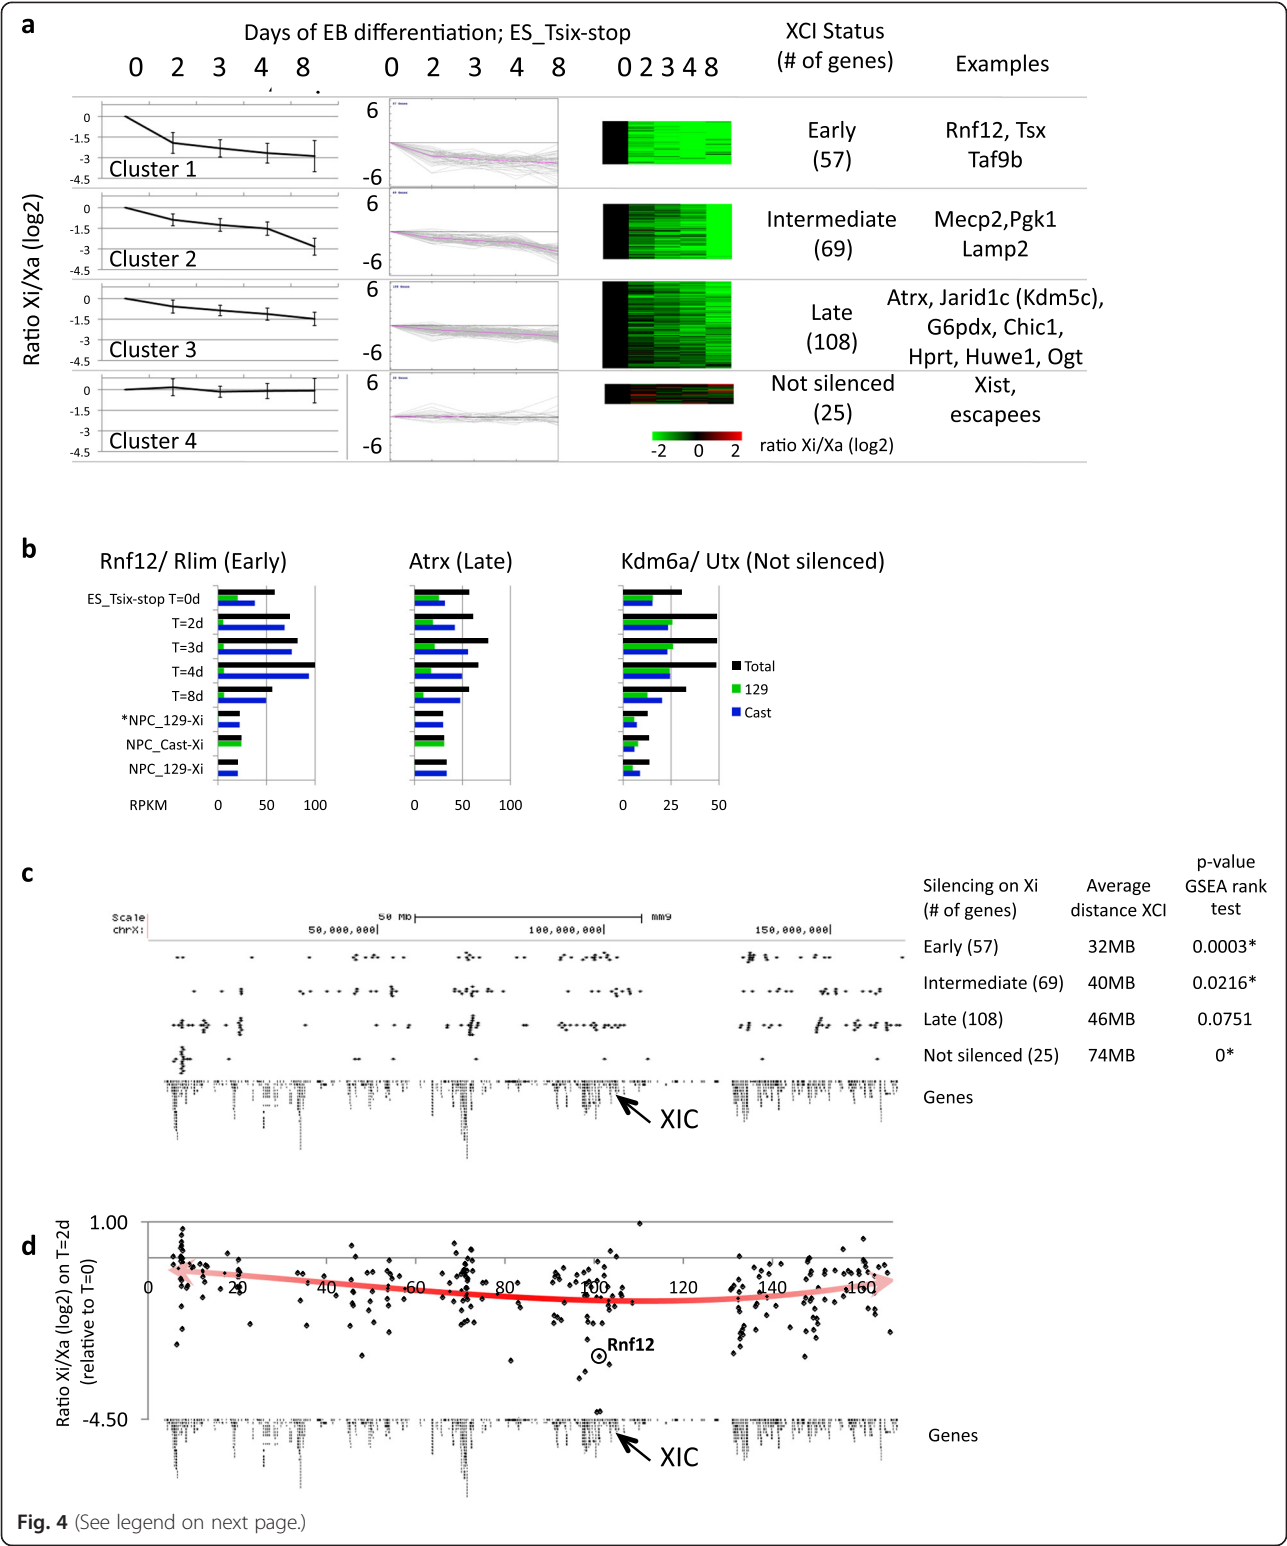 a
Days of EB differentiation; ES_Tsix-stop
XCI Status
(# of genes)
Examples
0 2 3 4 8
0 2 3 4 8
0 2 3 4 8
Ratio Xi/Xa (log2)
0
-1.5
-3
-4.5
Cluster 1
6
-6
Early
(57)
Rnf12, Tsx
Taf9b
0
-1.5
-3
-4.5
Cluster 2
6
-6
Intermediate
(69)
Mecp2,Pgk1
Lamp2
0
-1.5
-3
-4.5
Cluster 3
6
-6
Late
(108)
Atrx, Jarid1c (Kdm5c),
G6pdx, Chic1,
Hprt, Huwe1, Ogt
0
-1.5
-3
-4.5
Cluster 4
6
-6
Not silenced
(25)
Xist,
escapees
-2 0 2
ratio Xi/Xa (log2)
b
Rnf12/ Rlim (Early)
Atrx (Late)
Kdm6a/ Utx (Not silenced)
ES_Tsix-stop T=0d
T=2d
T=3d
T=4d
T=8d
*NPC_129-Xi
NPC_Cast-Xi
NPC_129-Xi
RPKM
0 50 100
0 50 100
0 25 50
Total
129
Cast
c
Silencing on Xi
(# of genes)
Average
distance XCI
p-value
GSEA rank
test
Scale
chrX:
50 Mb
mm9
50,000,000
100,000,000
150,000,000
Early (57) 32MB 0.0003*
Intermediate (69) 40MB 0.0216*
Late (108) 46MB 0.0751
Not silenced (25) 74MB 0*
Genes
XIC
d
Ratio Xi/Xa (log2) on T=2d
(relative to T=0)
1.00
-4.50
0 20 40 60 80 100 120 140 160
Rnf12
XIC
Genes
Fig. 4 (See legend on next page.)